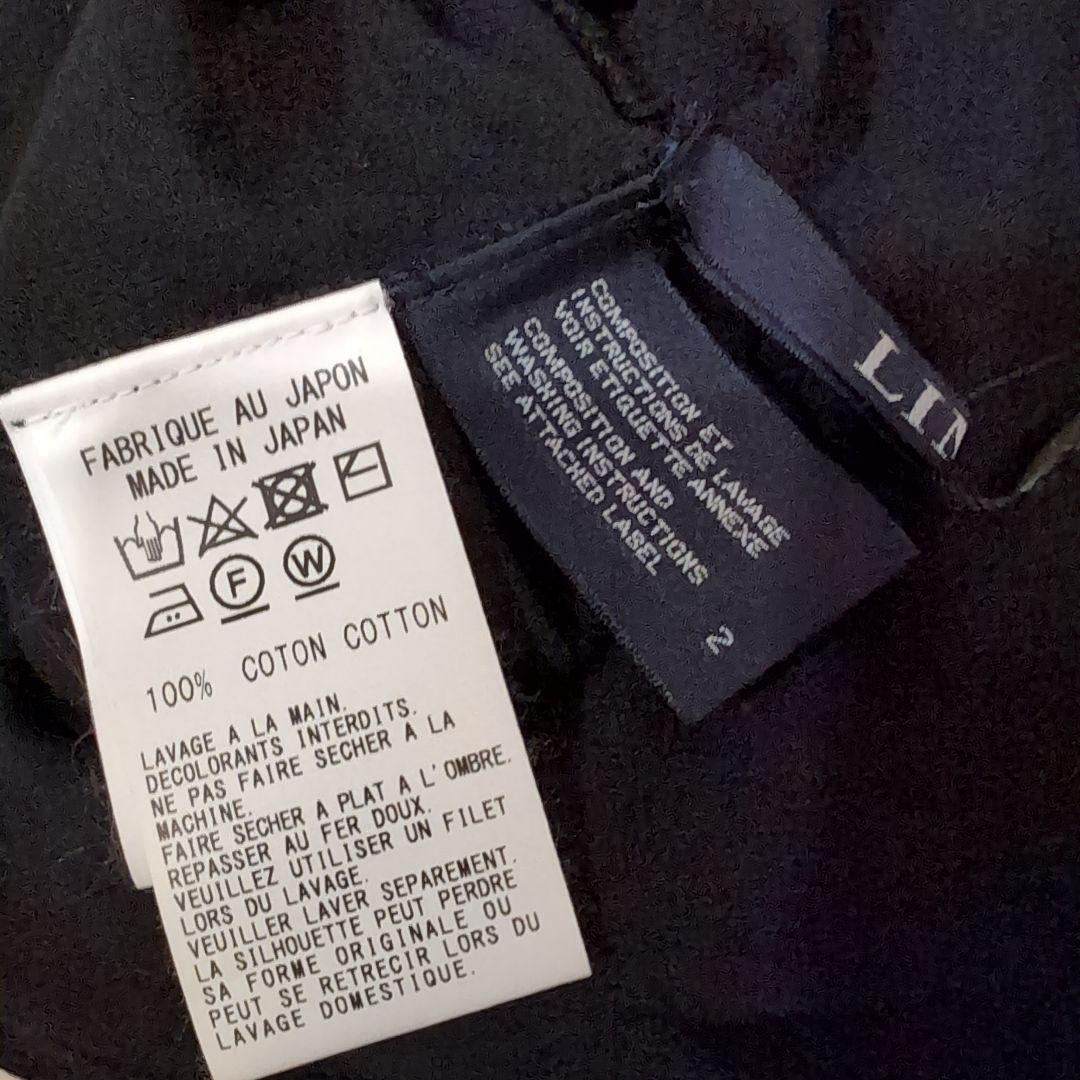 FABRIQUE AU JAPON
MADE IN JAPAN
F W
100% COTON COTTON
LAVAGE A LA MAIN.
DECOLORANTS INTERDITS.
NE PAS FAIRE SECHER A LA
MACHINE.
FAIRE SECHER A PLAT A L'OMBRE.
REPASSER AU FER DOUX.
VEUILLEZ UTILISER UN FILET
LORS DU LAVAGE.
VEUILLER LAVER SEPAREMENT.
LA SILHOUETTE PEUT PERDRE
SA FORME ORIGINALE OU
PEUT SE RETRECIR LORS DU
LAVAGE DOMESTIQUE.
COMPOSITION ET
INSTRUCTIONS DE LAVAGE
VOIR ETIQUETTE ANNEXE
COMPOSITION AND
WASHING INSTRUCTIONS
SEE ATTACHED LABEL
2